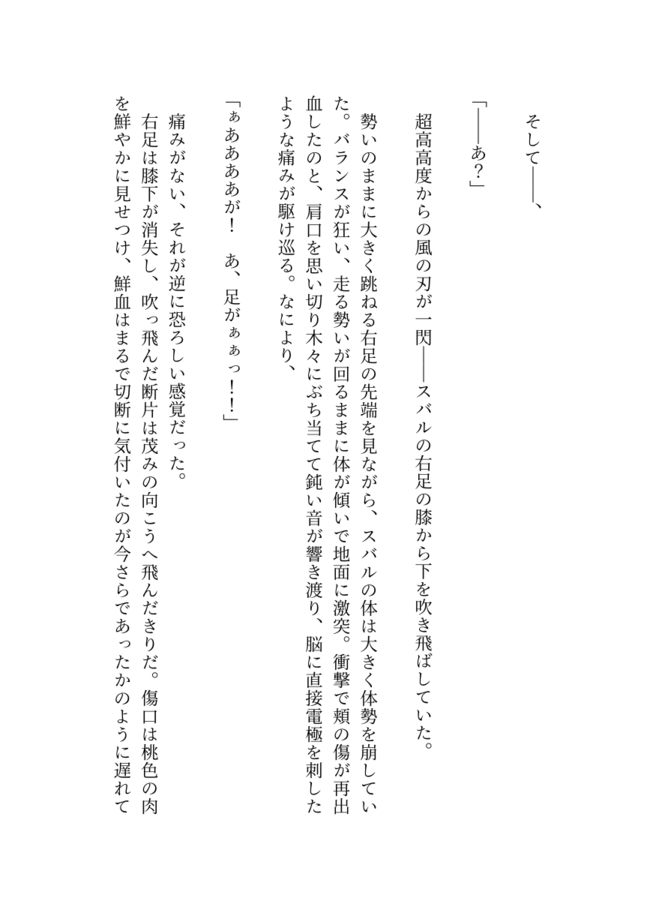 そして――、
「――あ？」
超高高度からの風の刃が一閃――スバルの右足の膝から下を吹き飛ばしていた。
勢いのままに大きく跳ねる右足の先端を見ながら、スバルの体は大きく体勢を崩してい
た。バランスが狂い、走る勢いが回るままに体が傾いで地面に激突。衝撃で頬の傷が再出
血したのと、肩口を思い切り木々にぶち当てて鈍い音が響き渡り、脳に直接電極を刺した
ような痛みが駆け巡る。なにより、
「ぁああああが！　あ、足がぁぁっ！！」
痛みがない、それが逆に恐ろしい感覚だった。
右足は膝下が消失し、吹っ飛んだ断片は茂みの向こうへ飛んだきりだ。傷口は桃色の肉
を鮮やかに見せつけ、鮮血はまるで切断に気付いたのが今さらであったかのように遅れて